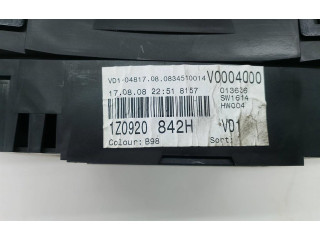 VD1-04817.08.0834510014 V0004000
17.08.08 22:51 8157 013636
SW1614
HW004
1Z0920 842H -VD1
Colour: B98 Sort: